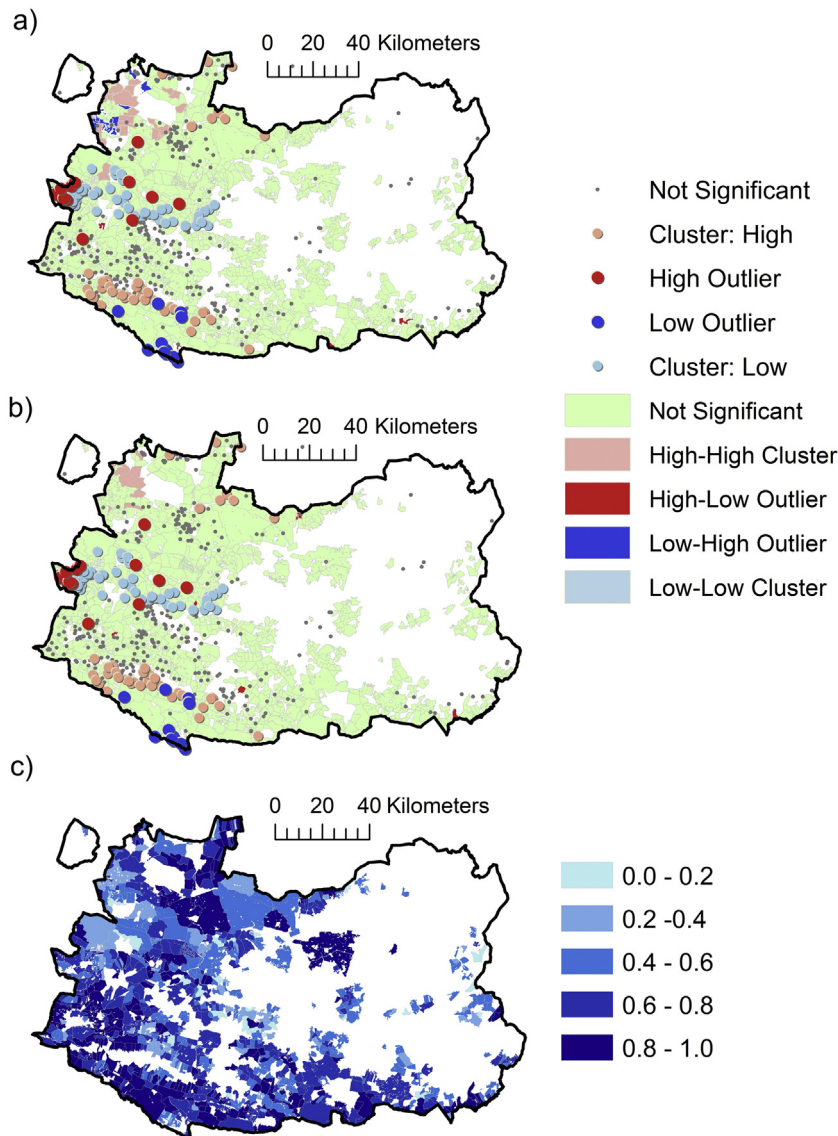 a)
0 20 40 Kilometers
Not Significant
Cluster: High
High Outlier
Low Outlier
Cluster: Low
Not Significant
High-High Cluster
High-Low Outlier
Low-High Outlier
Low-Low Cluster
b)
0 20 40 Kilometers
c)
0 20 40 Kilometers
0.0 - 0.2
0.2 -0.4
0.4 - 0.6
0.6 - 0.8
0.8 - 1.0